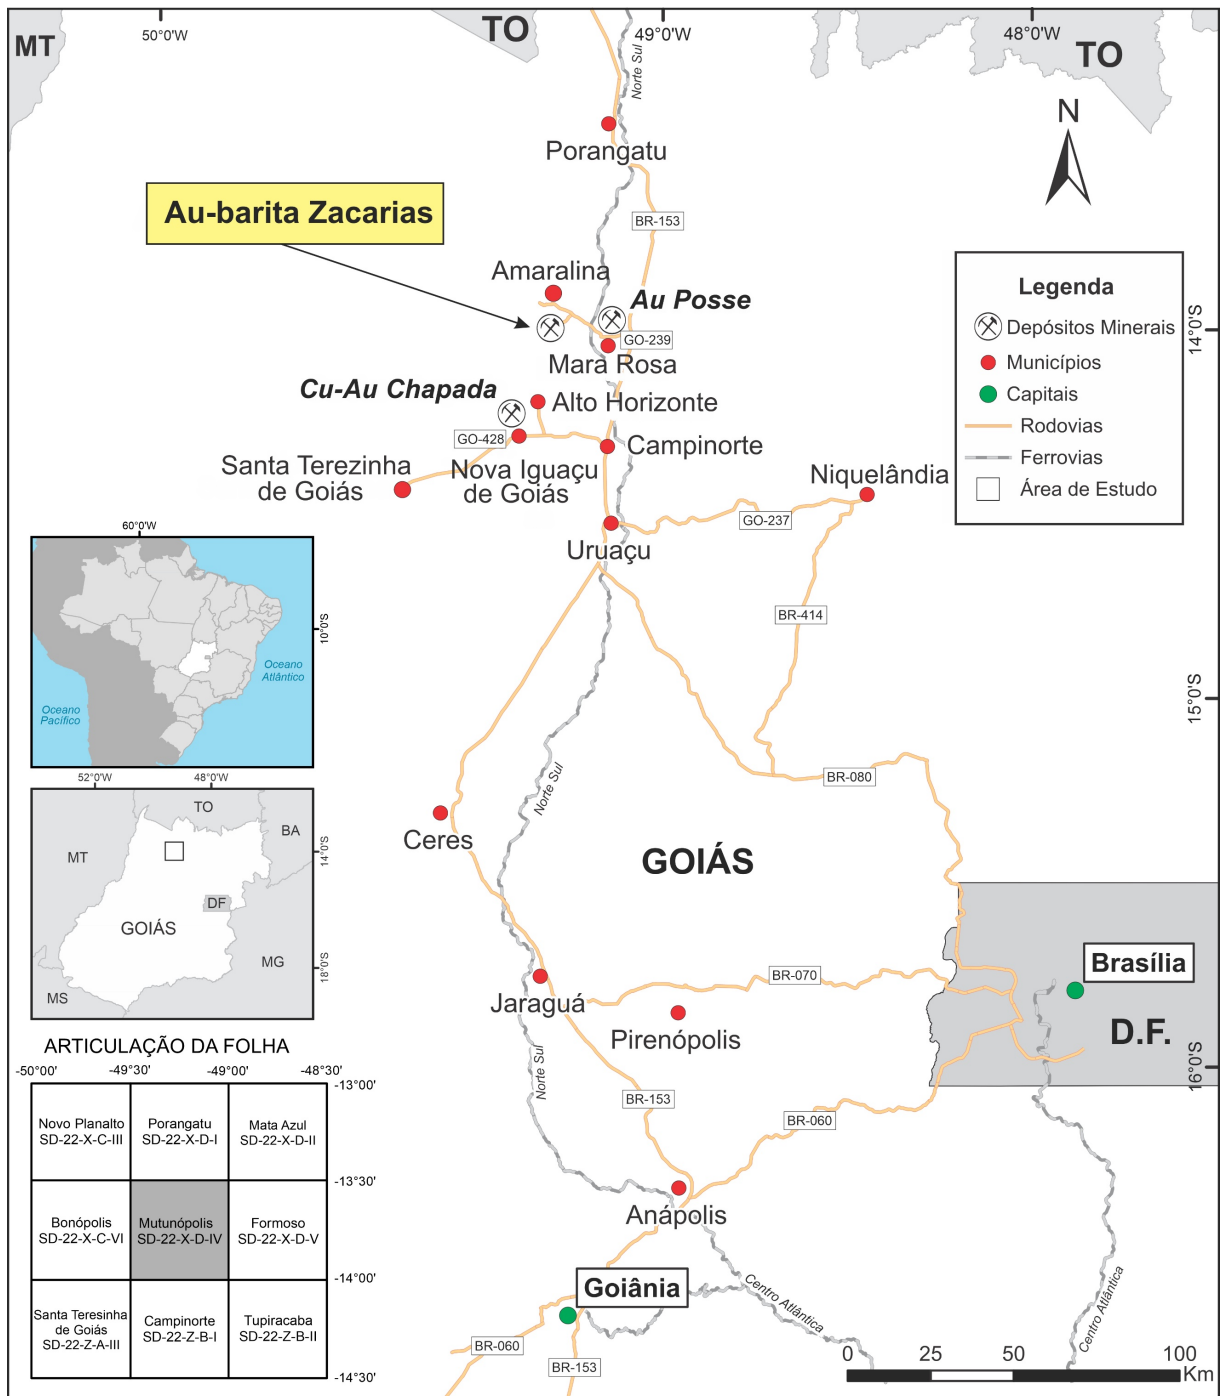 50°0'W
49°0'W
48°0'W
MT
TO
TO
Norte Sul
N
Porangatu
Au-barita Zacarias
BR-153
Amaralina
Au Posse
GO-239
Mara Rosa
14°0'S
Legenda
Depósitos Minerais
Municípios
Capitais
Rodovias
Ferrovias
Área de Estudo
Cu-Au Chapada
Alto Horizonte
GO-428
Campinorte
Santa Terezinha
de Goiás
Nova Iguaçu
de Goiás
Niquelândia
GO-237
Uruaçu
60°0'W
10°0'S
Oceano
Atlântico
Oceano
Pacífico
BR-414
15°0'S
52°0'W
48°0'W
BR-080
Norte Sul
TO
BA
MT
14°0'S
DF
GOIÁS
MG
18°0'S
MS
Ceres
GOIÁS
Brasília
BR-070
Jaraguá
Pirenópolis
D.F.
16°0'S
Norte Sul
BR-153
BR-060
ARTICULAÇÃO DA FOLHA
-50°00'
-49°30'
-49°00'
-48°50'
-13°00'
Novo Planalto
SD-22-X-C-III
Porangatu
SD-22-X-D-I
Mata Azul
SD-22-X-D-II
-13°30'
Bonópolis
SD-22-X-C-VI
Mutunópolis
SD-22-X-D-IV
Formoso
SD-22-X-D-V
-14°00'
Santa Teresinha
de Goiás
SD-22-Z-A-III
Campinorte
SD-22-Z-B-I
Tupiracaba
SD-22-Z-B-II
-14°30'
Anápolis
Goiânia
Centro Atlântica
Centro Atlântica
BR-060
BR-153
0
25
50
100
Km